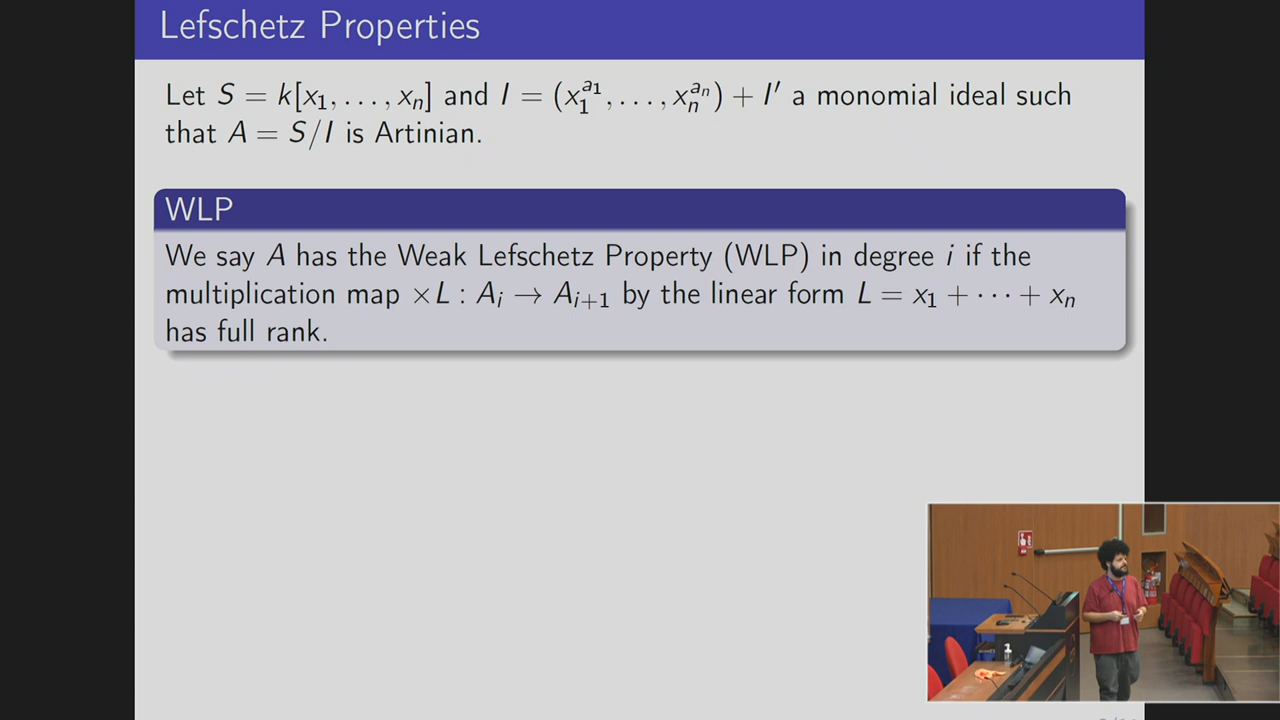 Lefschetz Properties
Let S = k[x₁, . . . , xₙ] and I = (x₁^{a₁}, . . . , xₙ^{aₙ}) + I′ a monomial ideal such
that A = S/I is Artinian.
WLP
We say A has the Weak Lefschetz Property (WLP) in degree i if the
multiplication map ×L : Aᵢ → Aᵢ₊₁ by the linear form L = x₁ + · · · + xₙ
has full rank.